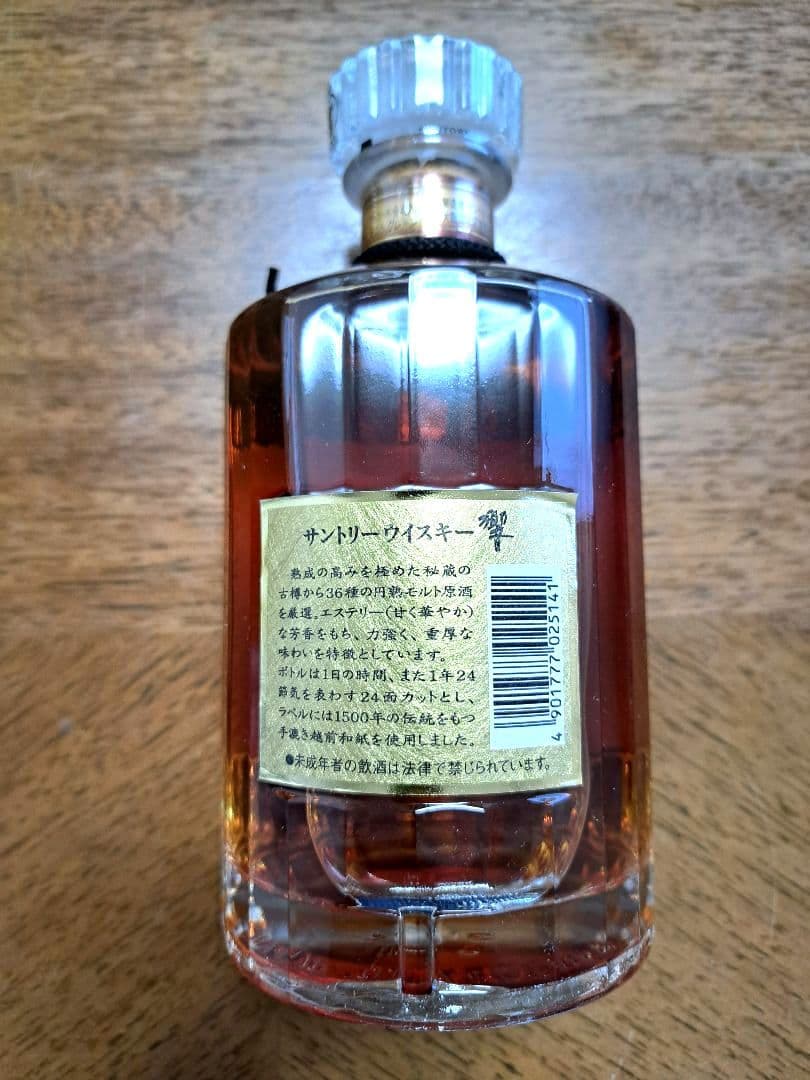 SUNTORY
サントリーウイスキー 響
熟成の高みを極めた秘蔵の
古樽から36種の円熟モルト原酒
を厳選。エステリー(甘く華やか)
な芳香をもち、力強く、重厚な
味わいを特徴としています。
ボトルは1日の時間、また1年24
節気を表わす24面カットとし、
ラベルには1500年の伝統をもつ
手漉き越前和紙を使用しました。
●未成年者の飲酒は法律で禁じられています。
4 901777 025141